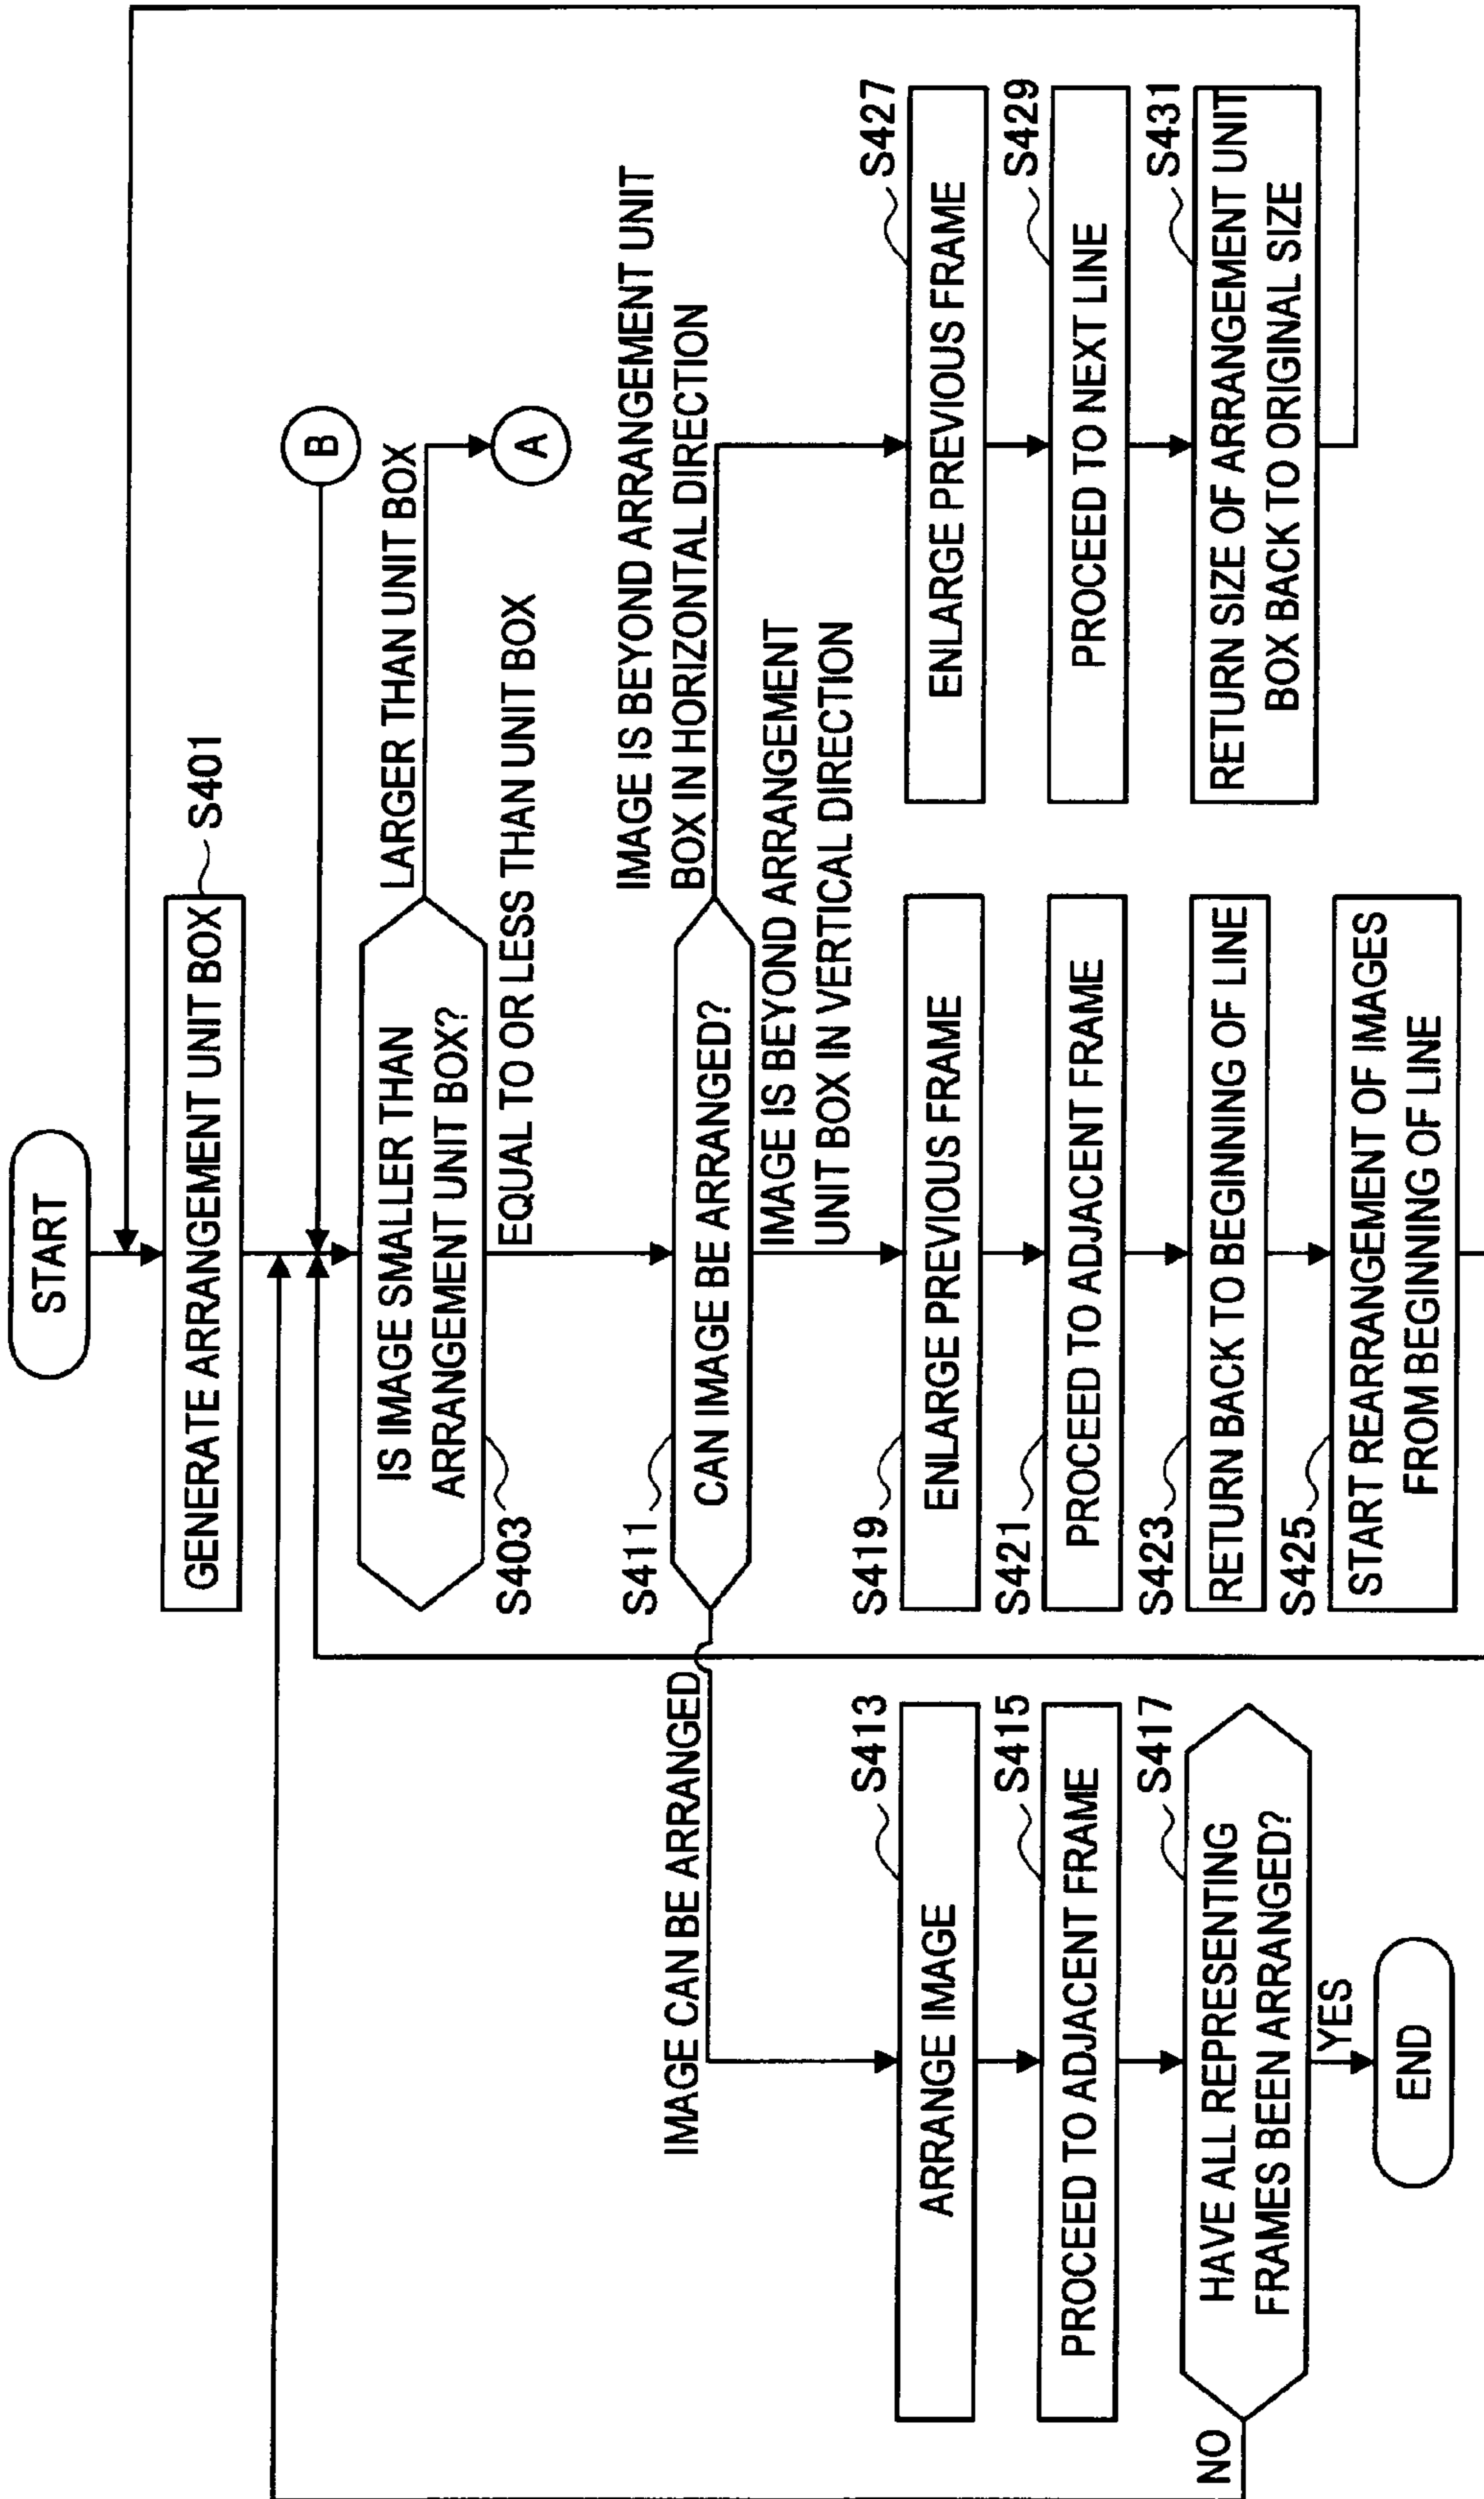 START
GENERATE ARRANGEMENT UNIT BOX
S401
B
IS IMAGE SMALLER THAN
ARRANGEMENT UNIT BOX?
S403
LARGER THAN UNIT BOX
A
EQUAL TO OR LESS THAN UNIT BOX
S411
CAN IMAGE BE ARRANGED?
IMAGE CAN BE ARRANGED
IMAGE IS BEYOND ARRANGEMENT UNIT
BOX IN HORIZONTAL DIRECTION
IMAGE IS BEYOND ARRANGEMENT
UNIT BOX IN VERTICAL DIRECTION
S413
ARRANGE IMAGE
S415
PROCEED TO ADJACENT FRAME
S417
HAVE ALL REPRESENTING
FRAMES BEEN ARRANGED?
NO
YES
END
S419
ENLARGE PREVIOUS FRAME
S421
PROCEED TO ADJACENT FRAME
S423
RETURN BACK TO BEGINNING OF LINE
S425
START REARRANGEMENT OF IMAGES
FROM BEGINNING OF LINE
S427
ENLARGE PREVIOUS FRAME
S429
PROCEED TO NEXT LINE
S431
RETURN SIZE OF ARRANGEMENT UNIT
BOX BACK TO ORIGINAL SIZE